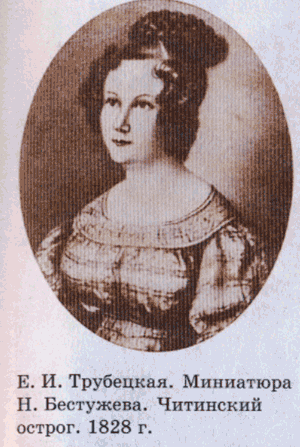 Е. И. Трубецкая. Миниатюра
Н. Бестужева. Читинский
острог. 1828 г.